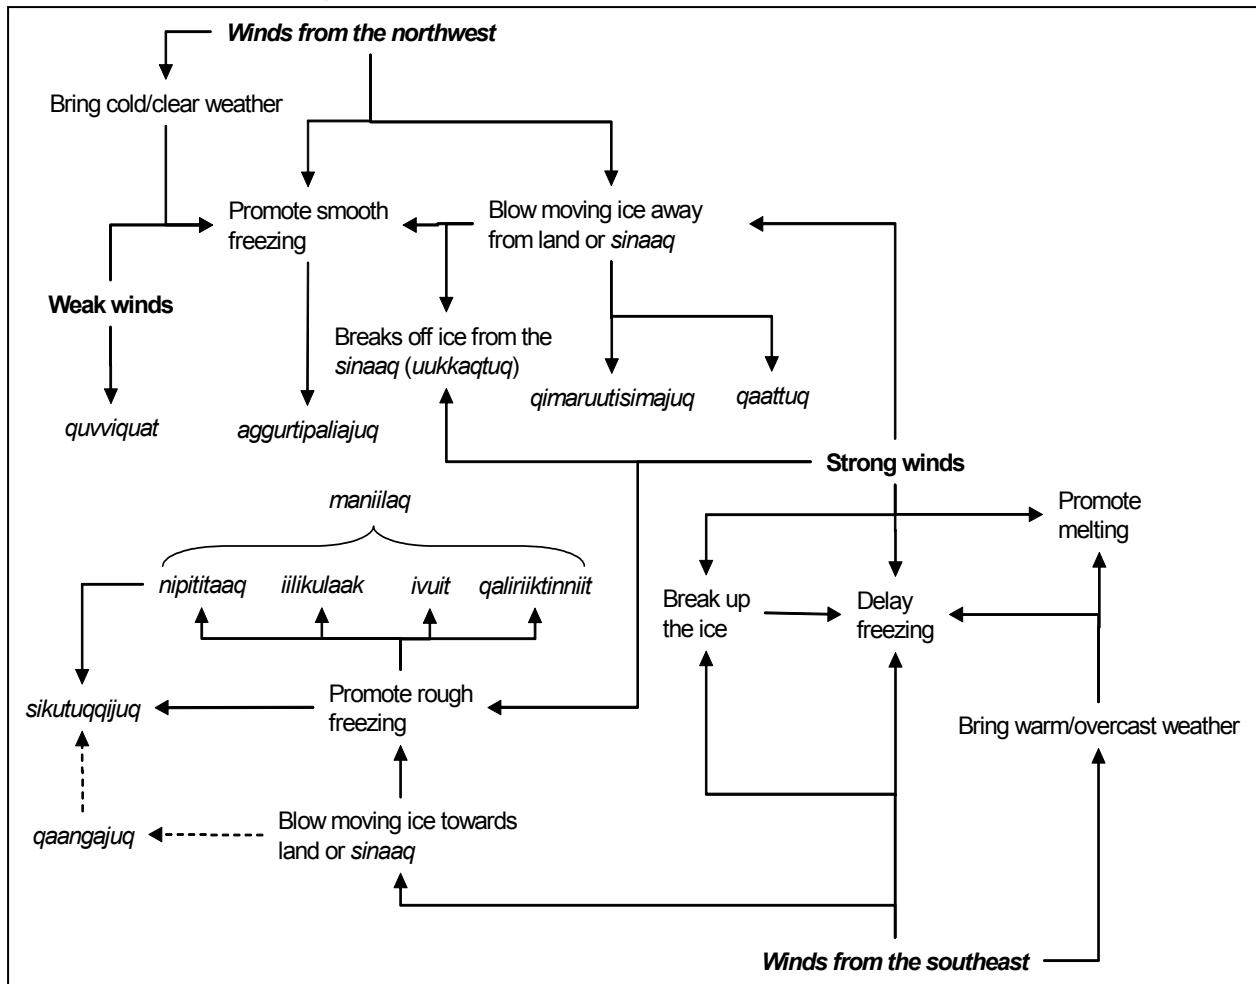 Winds from the northwest
Bring cold/clear weather
Promote smooth
freezing
Blow moving ice away
from land or sinaaq
Weak winds
Breaks off ice from the
sinaaq (uukkaqtuq)
quvviquat
aggurtipaliajuq
qimaruutisimajuq
qaattuq
Strong winds
maniilaq
Promote
melting
nipititaaq
iilikulaak
ivuit
qaliriiktinniit
Break up
the ice
Delay
freezing
sikutuqqijuq
Promote rough
freezing
Bring warm/overcast weather
qaangajuq
Blow moving ice towards
land or sinaaq
Winds from the southeast